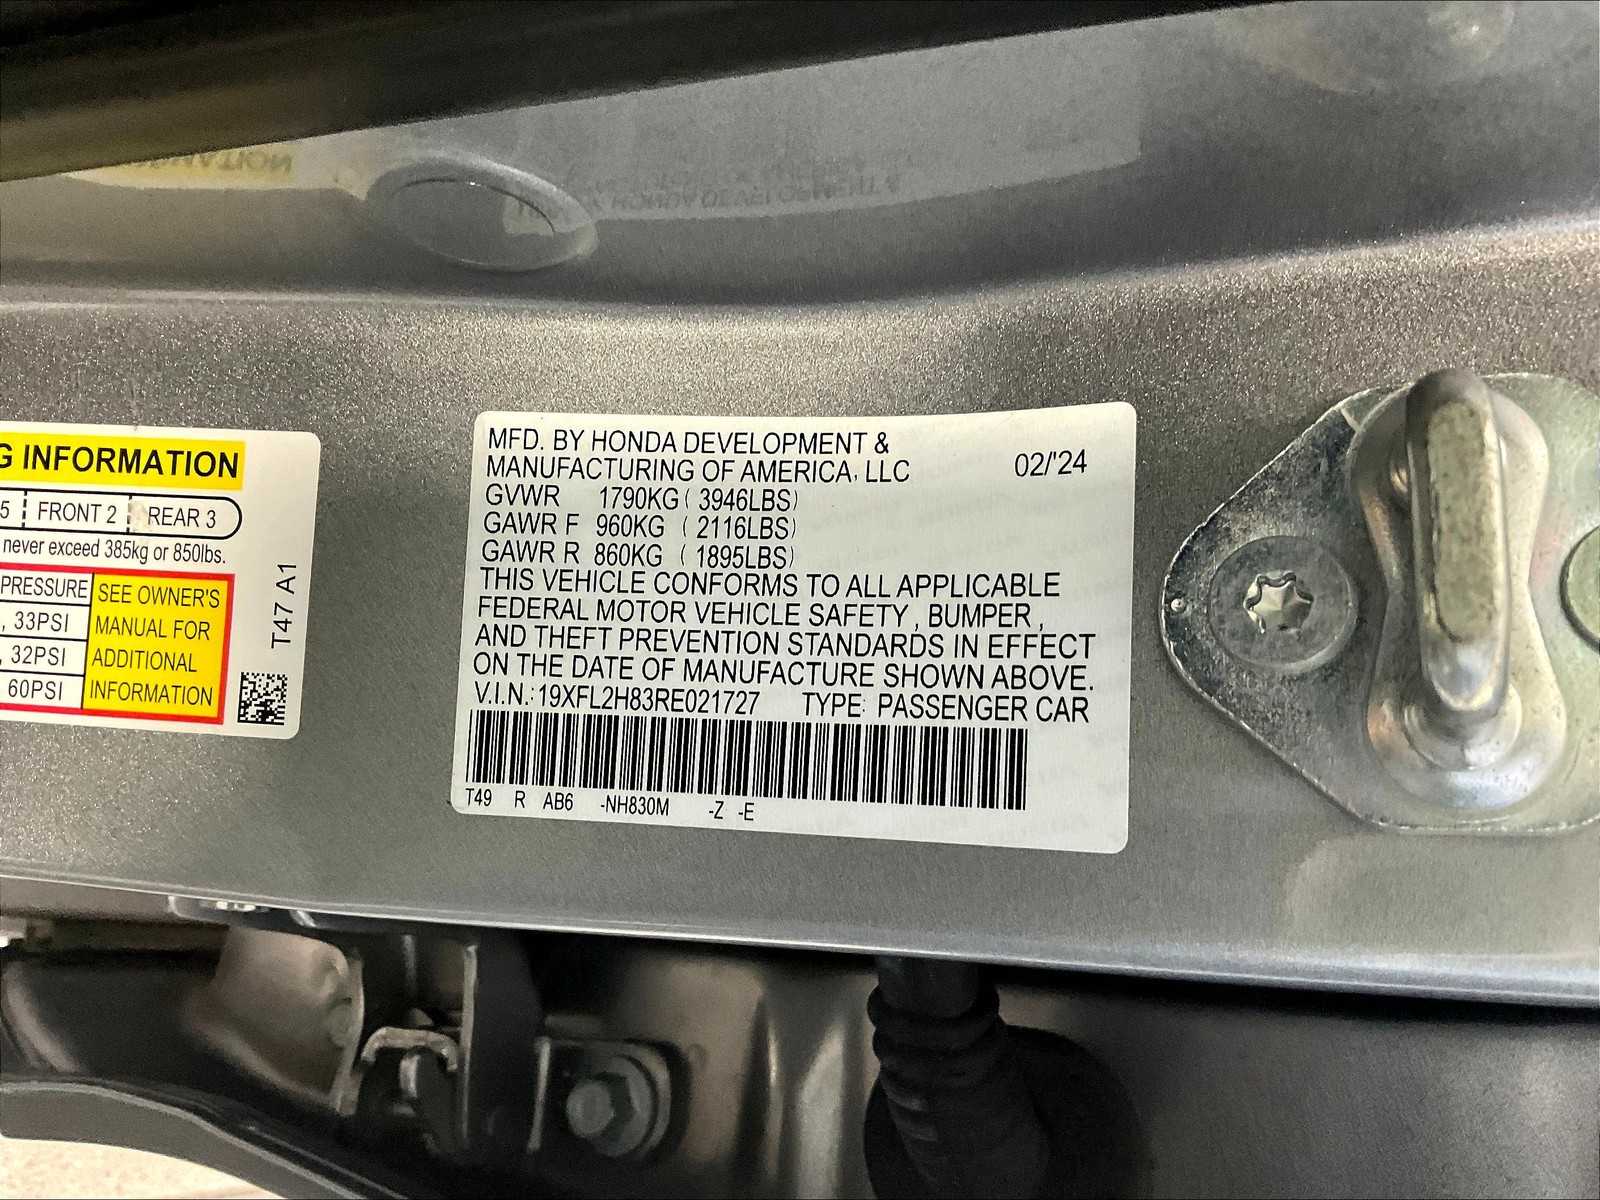 G INFORMATION
5 FRONT 2 REAR 3
never exceed 385kg or 850lbs.
PRESSURE
, 33PSI
, 32PSI
60PSI
SEE OWNER'S
MANUAL FOR
ADDITIONAL
INFORMATION
T47 A1
MFD. BY HONDA DEVELOPMENT &
MANUFACTURING OF AMERICA, LLC 02/'24
GVWR 1790KG ( 3946LBS)
GAWR F 960KG ( 2116LBS)
GAWR R 860KG ( 1895LBS)
THIS VEHICLE CONFORMS TO ALL APPLICABLE
FEDERAL MOTOR VEHICLE SAFETY , BUMPER ,
AND THEFT PREVENTION STANDARDS IN EFFECT
ON THE DATE OF MANUFACTURE SHOWN ABOVE.
V.I.N.: 19XFL2H83RE021727 TYPE: PASSENGER CAR
T49 R AB6 -NH830M -Z -E